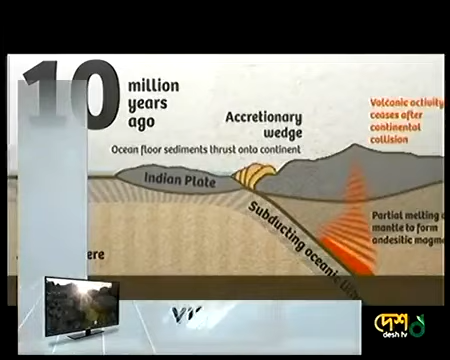 10
million
years
ago
Accretionary
wedge
Volcanic activity
ceases after
continental
collision
Ocean floor sediments thrust onto continent
Indian Plate
Subducting oceanic
Partial melting
mantle to form
andesitic magma
দেশ
desh tv